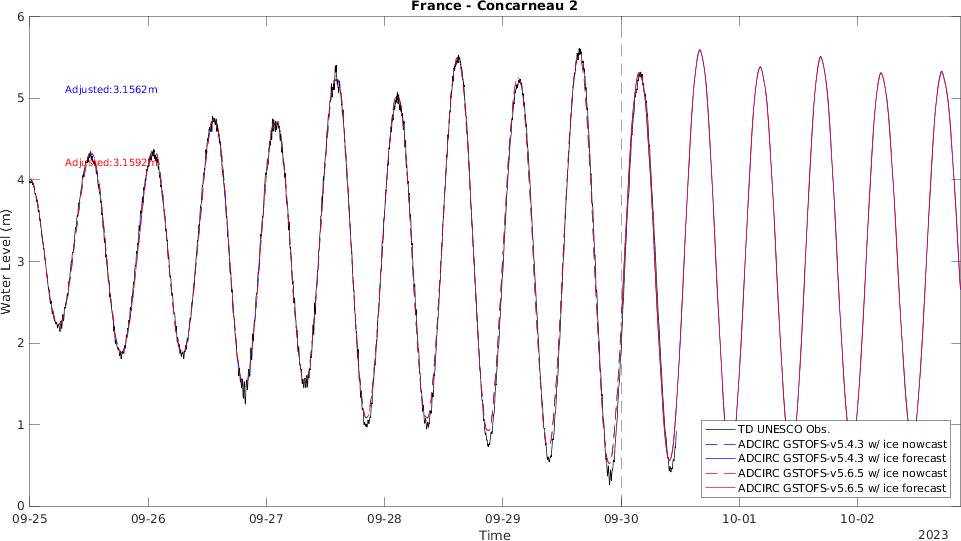 France - Concarneau 2
6
5
4
3
2
1
0
Water Level (m)
Adjusted:3.1562m
Adjusted:3.1592m
TD UNESCO Obs.
ADCIRC GSTOFS-v5.4.3 w/ ice nowcast
ADCIRC GSTOFS-v5.4.3 w/ ice forecast
ADCIRC GSTOFS-v5.6.5 w/ ice nowcast
ADCIRC GSTOFS-v5.6.5 w/ ice forecast
09-25 09-26 09-27 09-28 09-29 09-30 10-01 10-02
Time
2023